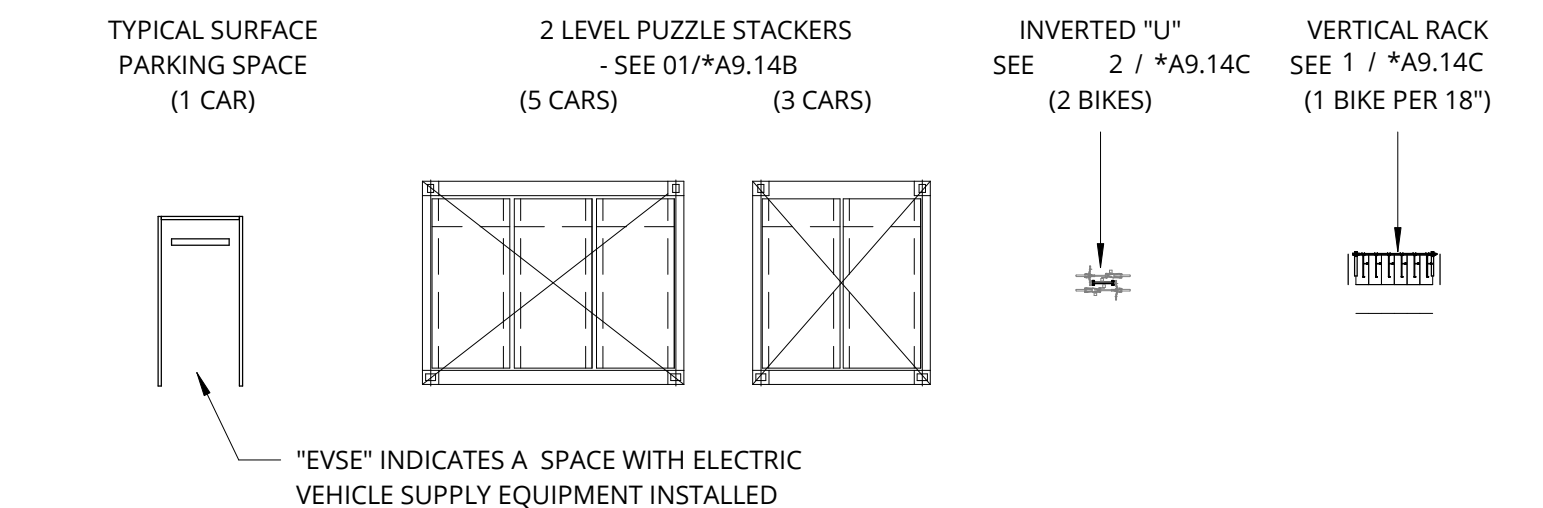 TYPICAL SURFACE
PARKING SPACE
(1 CAR)
2 LEVEL PUZZLE STACKERS
- SEE 01/*A9.14B
(5 CARS) (3 CARS)
INVERTED "U"
SEE 2 / *A9.14C
(2 BIKES)
VERTICAL RACK
SEE 1 / *A9.14C
(1 BIKE PER 18")
"EVSE" INDICATES A SPACE WITH ELECTRIC
VEHICLE SUPPLY EQUIPMENT INSTALLED